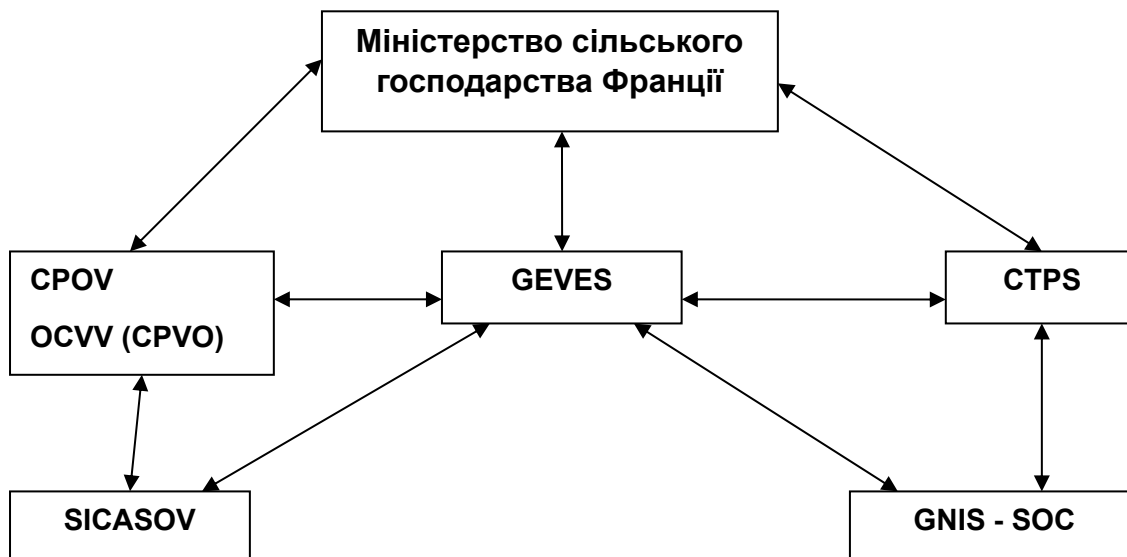 Міністерство сільського
господарства Франції
CPOV
OCVV (CPVO)
GEVES
CTPS
SICASOV
GNIS - SOC